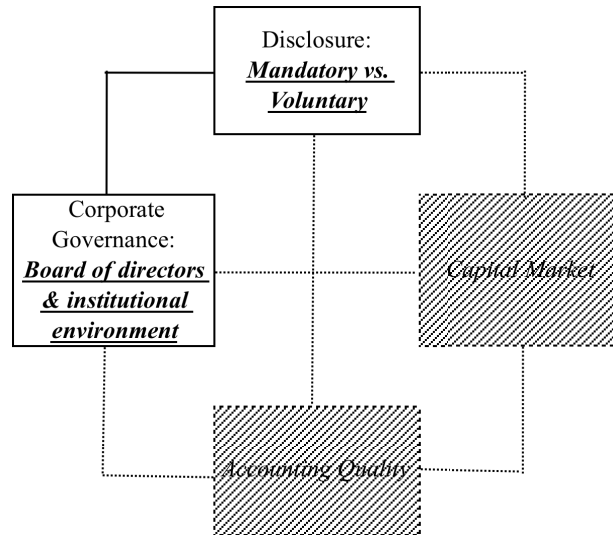 Disclosure:
Mandatory vs.
Voluntary
Corporate
Governance:
Board of directors
& institutional
environment
Capital Market
Accounting Quality